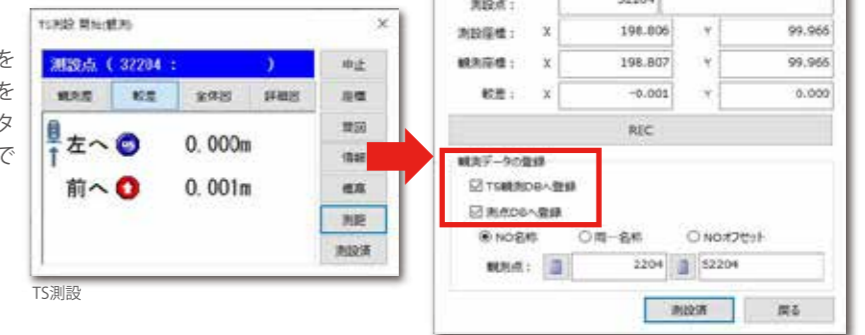 を
を
タ
で
TS測設 開始(観測)
測設点 ( 32204 : )
観測差 較差 全体図 詳細図
左へ 0.000m
前へ 0.001m
中止
座標
登図
情報
標高
測距
測設済
TS測設
測設点:
測設座標: X 198.806 Y 99.966
観測座標: X 198.807 Y 99.966
較差: X -0.001 Y 0.000
REC
観測データの登録
TS観測DBへ登録
測点DBへ登録
NO名称 同一名称 NOオフセット
観測点: 2204 S2204
測設済 戻る